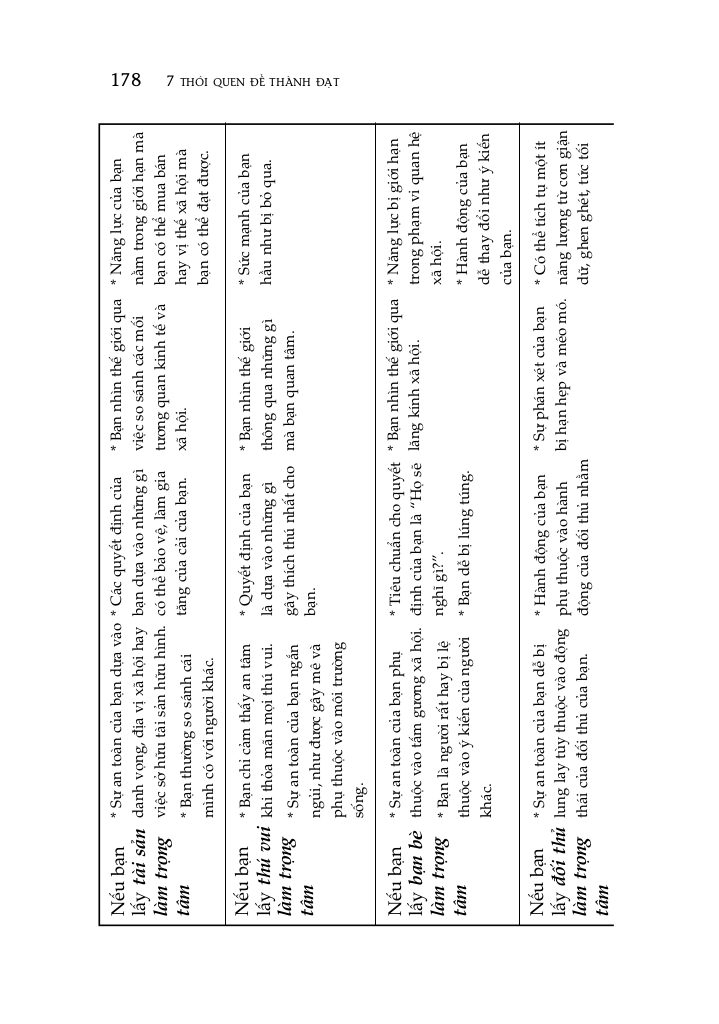 178 7 THÓI QUEN ĐỂ THÀNH ĐẠT
Nếu bạn
lấy tài sản
làm trọng
tâm
* Sự an toàn của bạn dựa vào
danh vọng, địa vị xã hội hay
việc sở hữu tài sản hữu hình.
* Bạn thường so sánh cái
mình có với người khác.
* Các quyết định của
bạn dựa vào những gì
có thể bảo vệ, làm gia
tăng của cải của bạn.
* Bạn nhìn thế giới qua
việc so sánh các mối
tương quan kinh tế và
xã hội.
* Năng lực của bạn
nằm trong giới hạn mà
bạn có thể mua bán
hay vị thế xã hội mà
bạn có thể đạt được.
Nếu bạn
lấy thú vui
làm trọng
tâm
* Bạn chỉ cảm thấy an tâm
khi thỏa mãn mọi thú vui.
* Sự an toàn của bạn ngắn
ngủi, như được gây mê và
phụ thuộc vào môi trường
sống.
* Quyết định của bạn
là dựa vào những gì
gây thích thú nhất cho
bạn.
* Bạn nhìn thế giới
thông qua những gì
mà bạn quan tâm.
* Sức mạnh của bạn
hầu như bị bỏ qua.
Nếu bạn
lấy bạn bè
làm trọng
tâm
* Sự an toàn của bạn phụ
thuộc vào tấm gương xã hội.
* Bạn là người rất hay bị lệ
thuộc vào ý kiến của người
khác.
* Tiêu chuẩn cho quyết
định của bạn là “Họ sẽ
nghĩ gì?”.
* Bạn dễ bị lúng túng.
* Bạn nhìn thế giới qua
lăng kính xã hội.
* Năng lực bị giới hạn
trong phạm vi quan hệ
xã hội.
* Hành động của bạn
dễ thay đổi như ý kiến
của bạn.
Nếu bạn
lấy đối thủ
làm trọng
tâm
* Sự an toàn của bạn dễ bị
lung lay tùy thuộc vào động
thái của đối thủ của bạn.
* Hành động của bạn
phụ thuộc vào hành
động của đối thủ nhằm
* Sự phán xét của bạn
bị hạn hẹp và méo mó.
* Có thể tích tụ một ít
năng lượng từ cơn giận
dữ, ghen ghét, tức tối